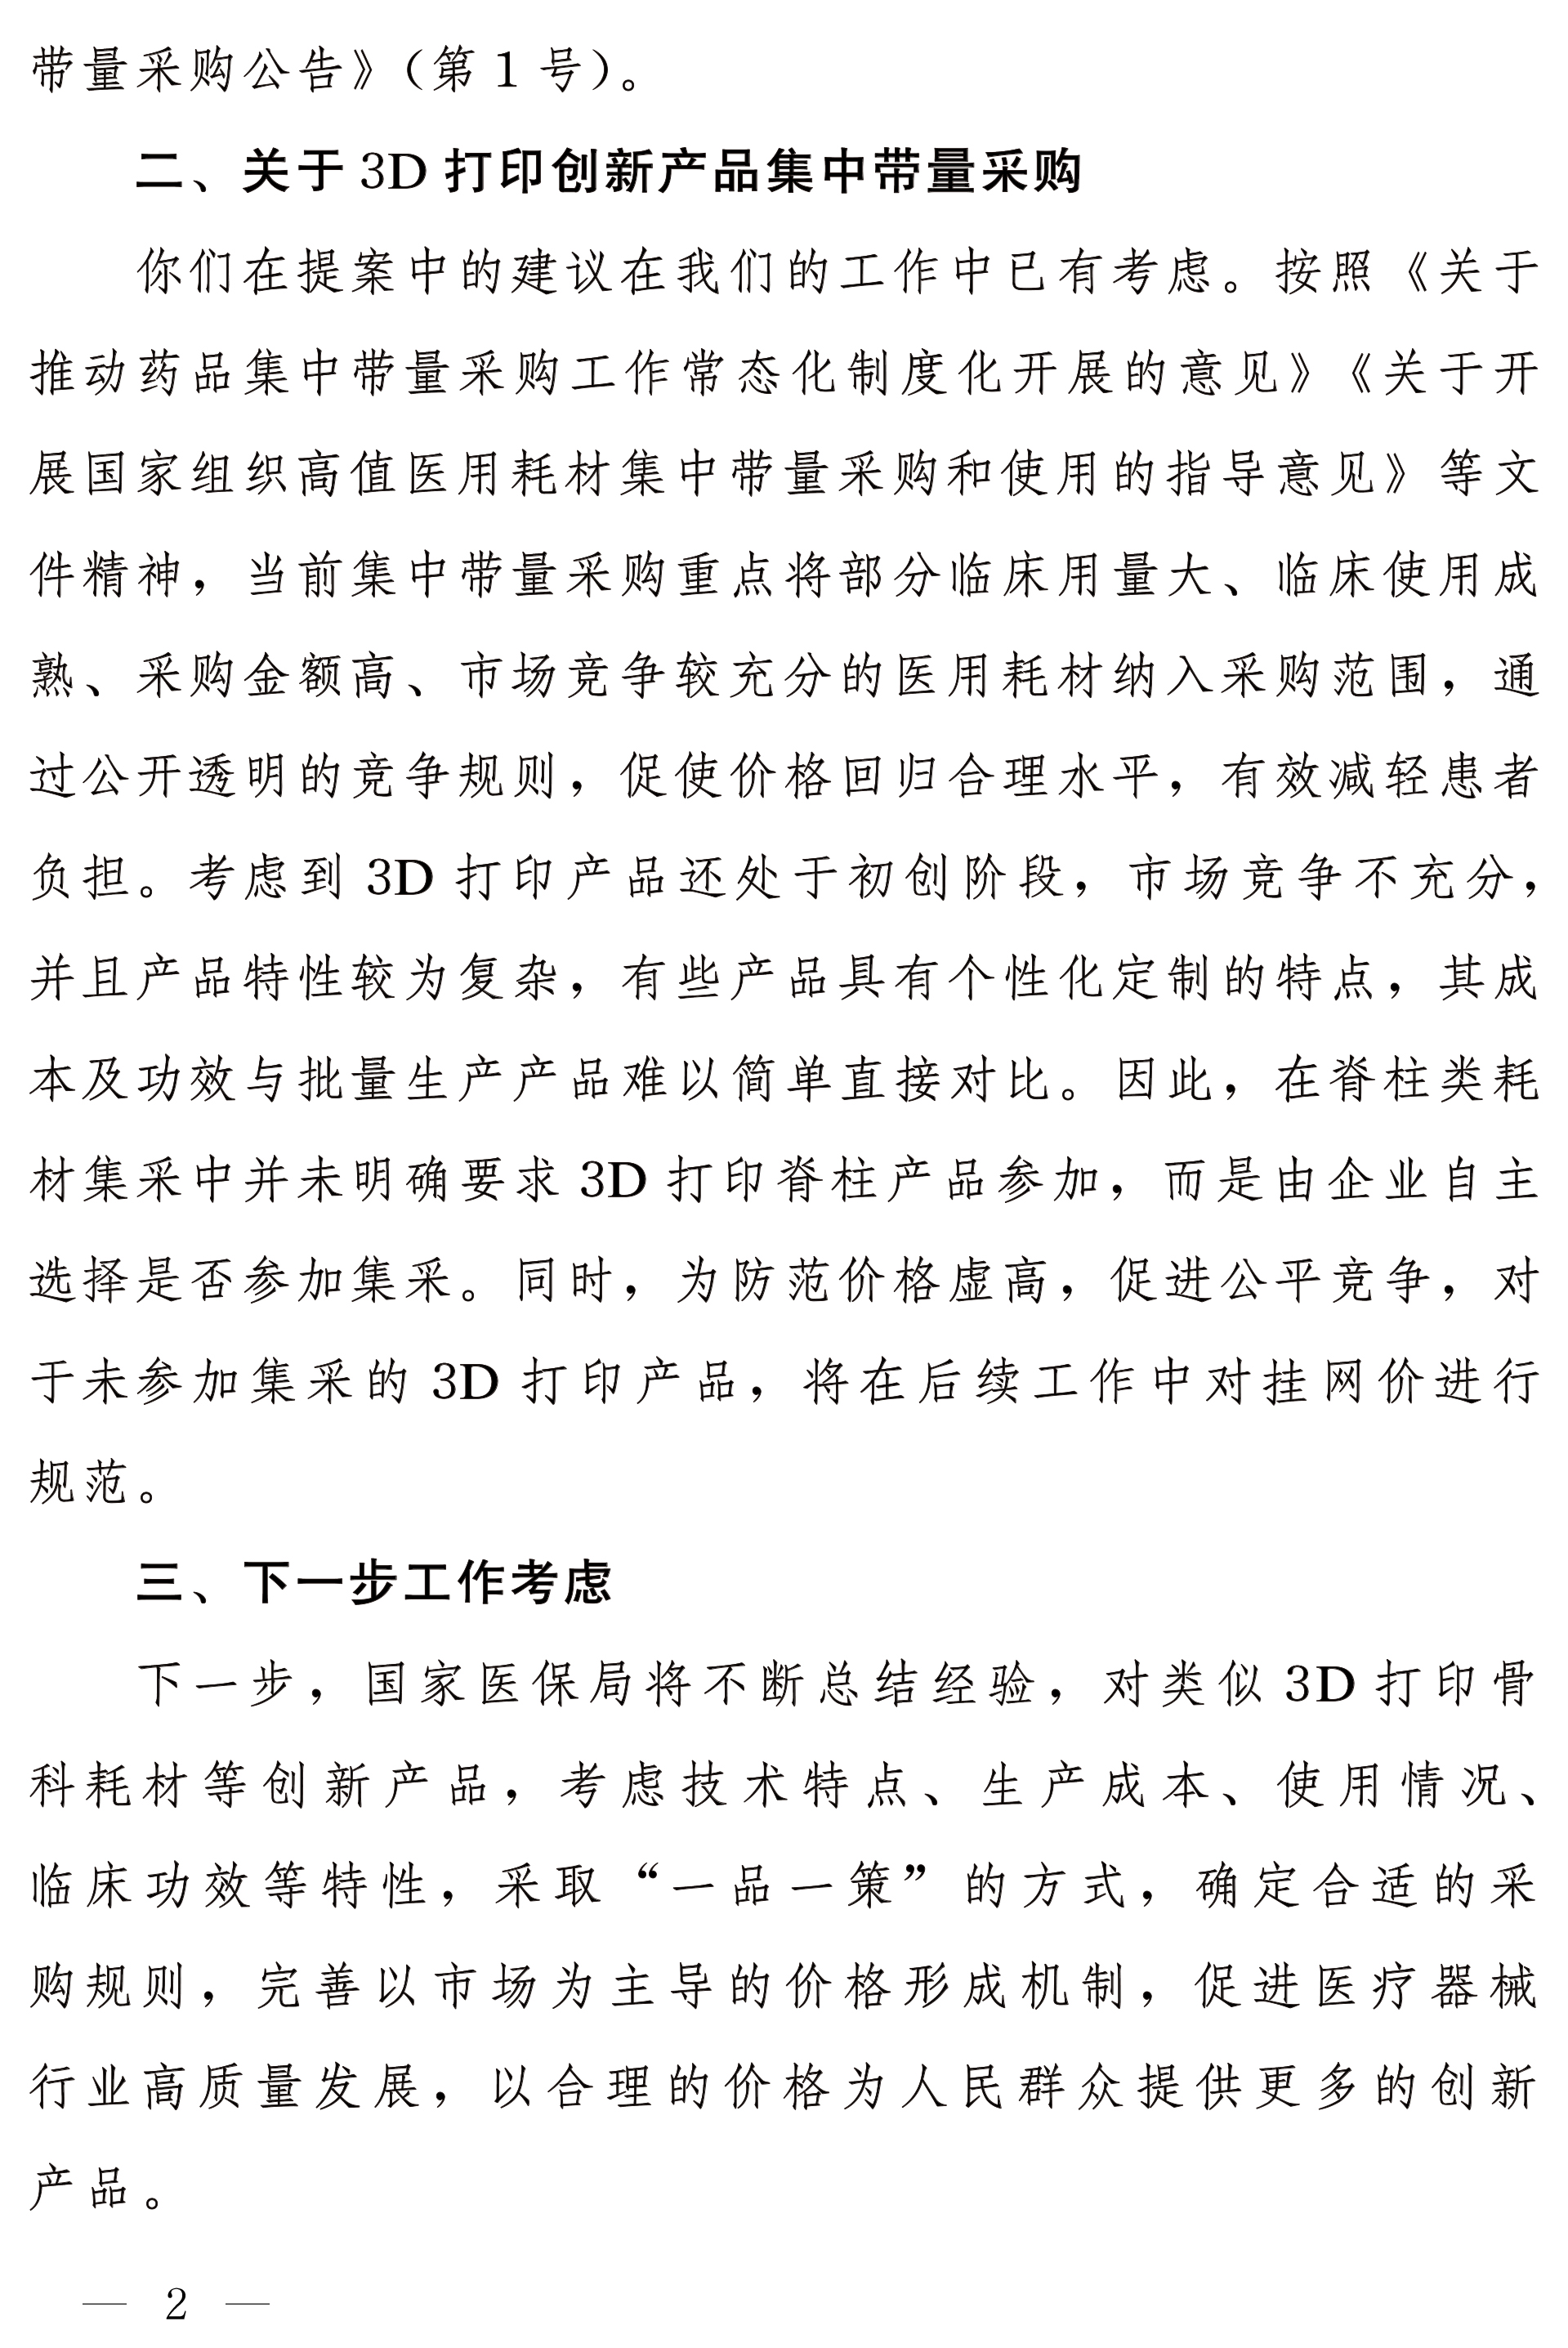 带量采购公告》（第 1 号）。
二、关于 3D 打印创新产品集中带量采购
你们在提案中的建议在我们的工作中已有考虑。按照《关于
推动药品集中带量采购工作常态化制度化开展的意见》《关于开
展国家组织高值医用耗材集中带量采购和使用的指导意见》等文
件精神，当前集中带量采购重点将部分临床用量大、临床使用成
熟、采购金额高、市场竞争较充分的医用耗材纳入采购范围，通
过公开透明的竞争规则，促使价格回归合理水平，有效减轻患者
负担。考虑到 3D 打印产品还处于初创阶段，市场竞争不充分，
并且产品特性较为复杂，有些产品具有个性化定制的特点，其成
本及功效与批量生产产品难以简单直接对比。因此，在脊柱类耗
材集采中并未明确要求 3D 打印脊柱产品参加，而是由企业自主
选择是否参加集采。同时，为防范价格虚高，促进公平竞争，对
于未参加集采的 3D 打印产品，将在后续工作中对挂网价进行
规范。
三、下一步工作考虑
下一步，国家医保局将不断总结经验，对类似 3D 打印骨
科耗材等创新产品，考虑技术特点、生产成本、使用情况、
临床功效等特性，采取“一品一策”的方式，确定合适的采
购规则，完善以市场为主导的价格形成机制，促进医疗器械
行业高质量发展，以合理的价格为人民群众提供更多的创新
产品。
— 2 —